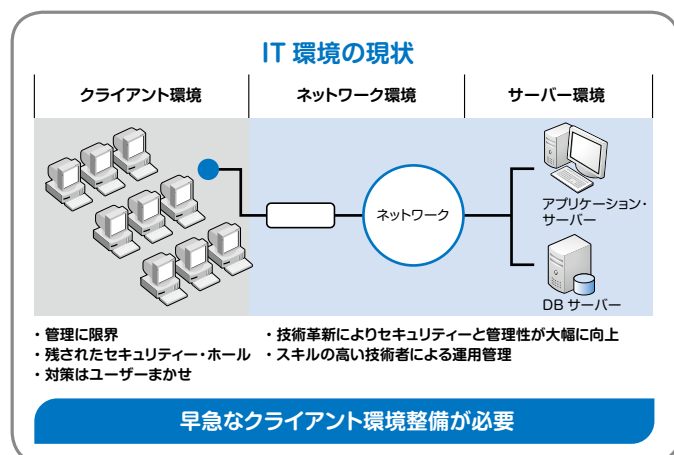 IT 環境の現状
クライアント環境
ネットワーク環境
サーバー環境
ネットワーク
アプリケーション・
サーバー
DB サーバー
・管理に限界
・残されたセキュリティー・ホール
・対策はユーザーまかせ
・技術革新によりセキュリティーと管理性が大幅に向上
・スキルの高い技術者による運用管理
早急なクライアント環境整備が必要